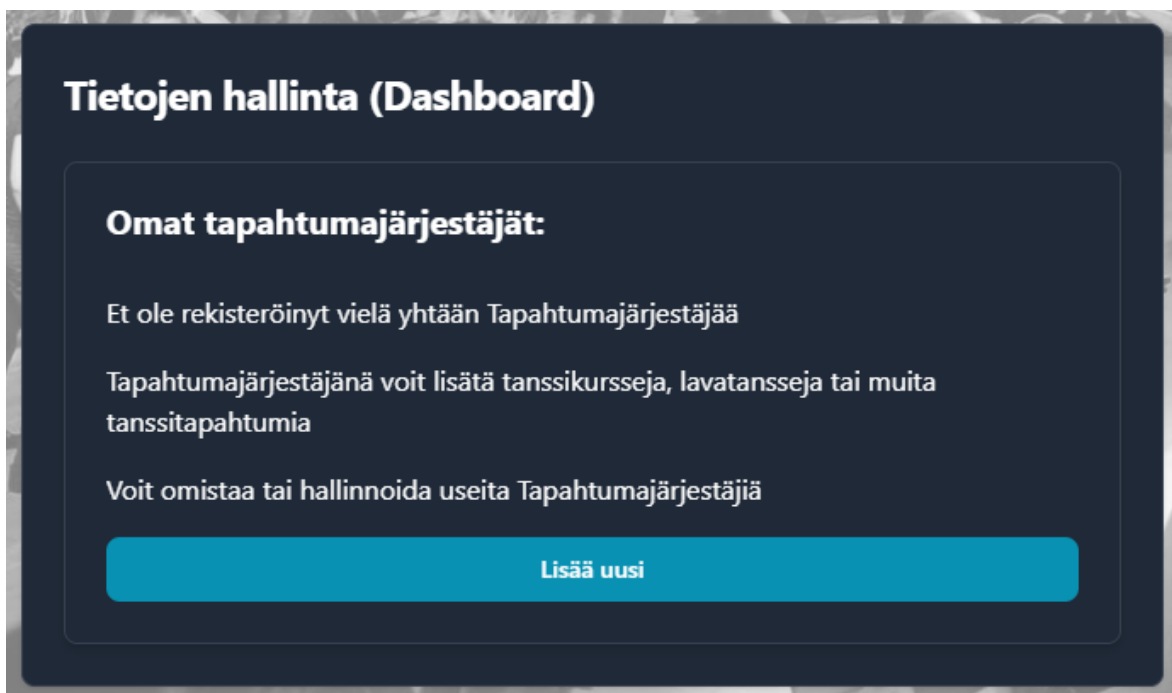 Tietojen hallinta (Dashboard)
Omat tapahtumajärjestäjät:
Et ole rekisteröinyt vielä yhtään Tapahtumajärjestäjää
Tapahtumajärjestäjänä voit lisätä tanssikursseja, lavatansseja tai muita
tanssitapahtumia
Voit omistaa tai hallinnoida useita Tapahtumajärjestäjiä
Lisää uusi